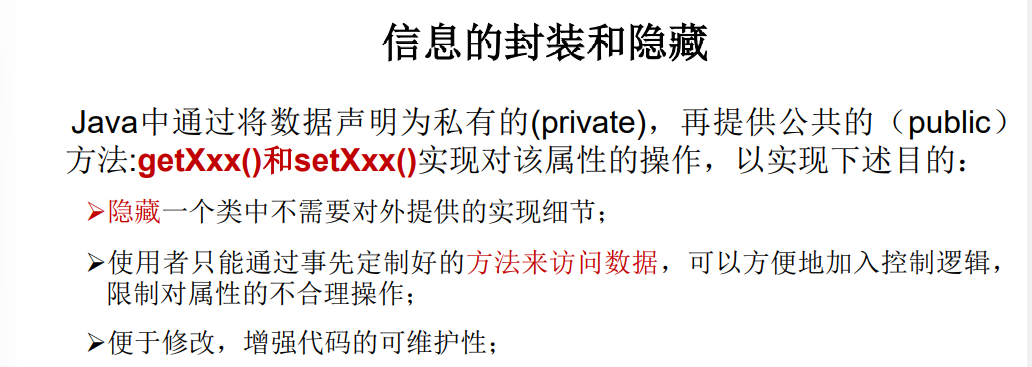 信息的封装和隐藏
Java中通过将数据声明为私有的(private)，再提供公共的（public）
方法:getXxx()和setXxx()实现对该属性的操作，以实现下述目的：
➢隐藏一个类中不需要对外提供的实现细节；
➢使用者只能通过事先定制好的方法来访问数据，可以方便地加入控制逻辑，
限制对属性的不合理操作；
➢便于修改，增强代码的可维护性；